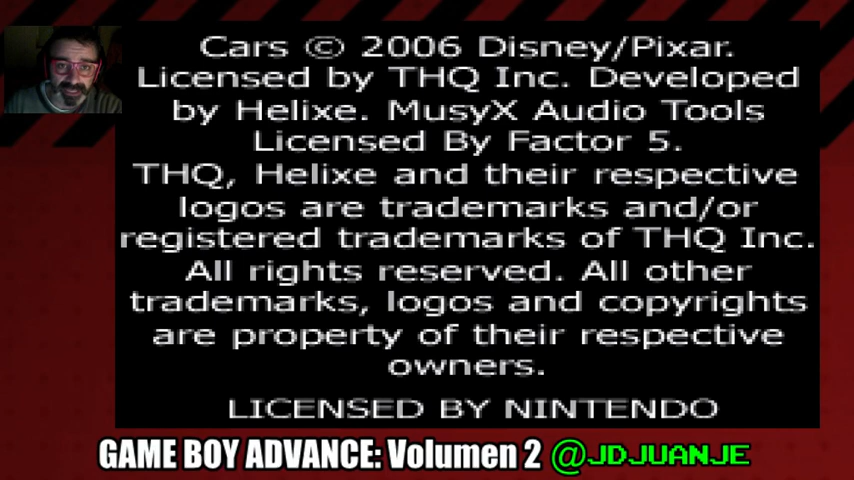 Cars © 2006 Disney/Pixar.
Licensed by THQ Inc. Developed
by Helixe. MusyX Audio Tools
Licensed By Factor 5.
THQ, Helixe and their respective
logos are trademarks and/or
registered trademarks of THQ Inc.
All rights reserved. All other
trademarks, logos and copyrights
are property of their respective
owners.
LICENSED BY NINTENDO
GAME BOY ADVANCE: Volumen 2 @JDJUANJE